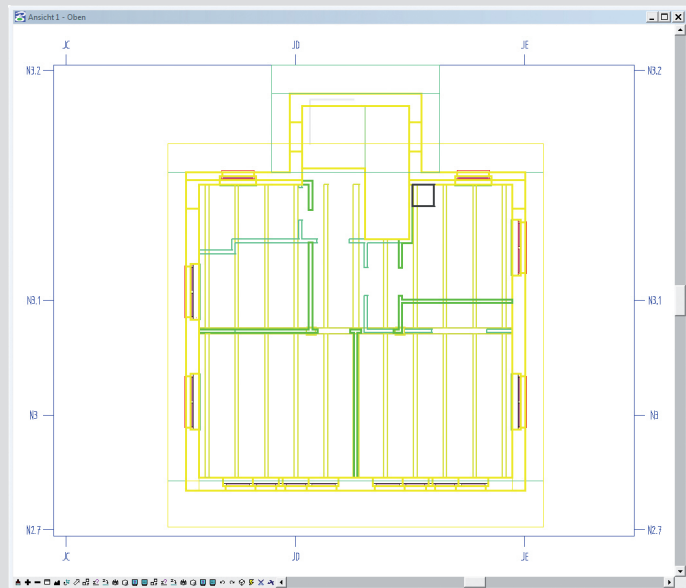 Ansicht 1 - Oben
JC JD JE
N3.2 N3.2
N3.1 N3.1
N3 N3
N2.7 N2.7
JC JD JE